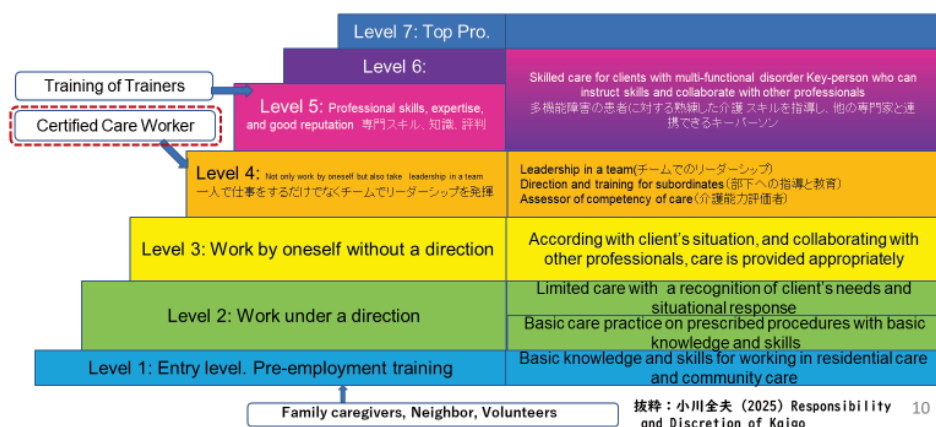 Level 7: Top Pro.
Level 6:
Training of Trainers
Level 5: Professional skills, expertise,
and good reputation 専門スキル、知識、評判
Skilled care for clients with multi-functional disorder Key-person who can
instruct skills and collaborate with other professionals
多機能障害の患者に対する熟練した介護 スキルを指導し、他の専門家と連
携できるキーパーソン
Certified Care Worker
Level 4: Not only work by oneself but also take leadership in a team
一人で仕事をするだけでなくチームでリーダーシップを発揮
Leadership in a team(チームでのリーダーシップ)
Direction and training for subordinates(部下への指導と教育)
Assessor of competency of care(介護能力評価者)
Level 3: Work by oneself without a direction
According with client's situation, and collaborating with
other professionals, care is provided appropriately
Level 2: Work under a direction
Limited care with a recognition of client's needs and
situational response
Basic care practice on prescribed procedures with basic
knowledge and skills
Level 1: Entry level. Pre-employment training
Basic knowledge and skills for working in residential care
and community care
Family caregivers, Neighbor, Volunteers
抜粋：小川全夫 (2025) Responsibility
and Discretion of Kaigo
10